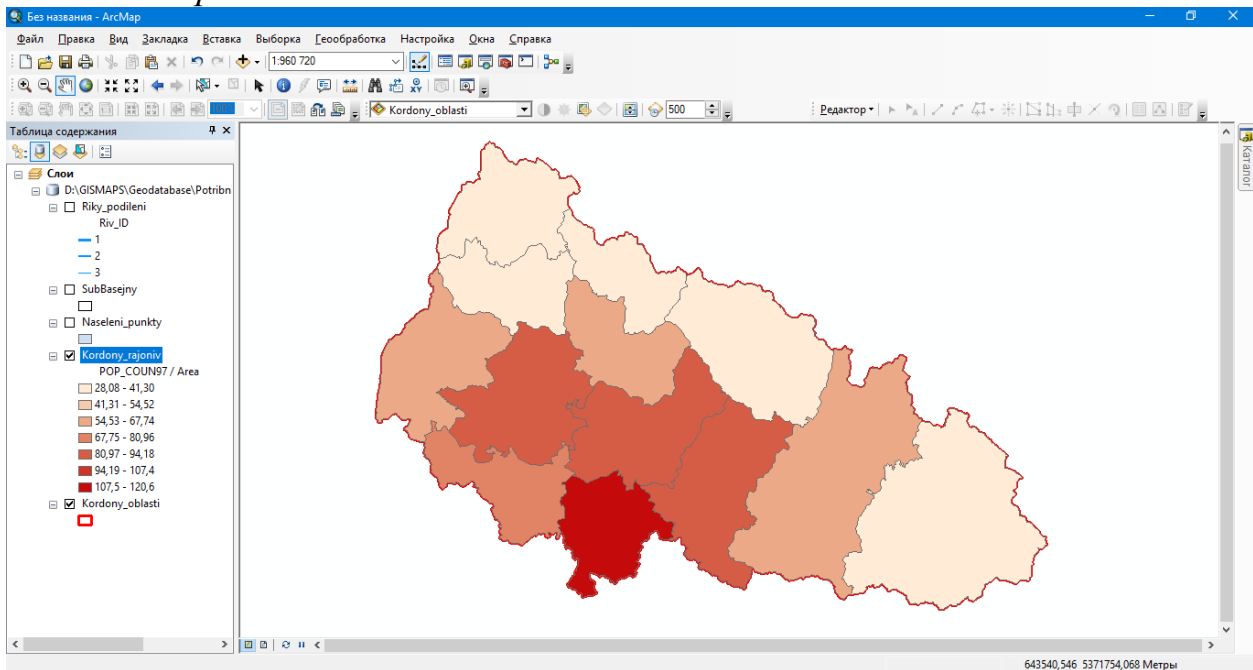 Без названия - ArcMap
Файл Правка Вид Закладка Вставка Выборка Геообработка Настройка Окна Справка
1:960 720
Kordony_oblasti 500 Редактор
Таблица содержания
Каталог
Слои
D:\GISMAPS\Geodatabase\Potribn
Riky_podileni
Riv_ID
1
2
3
SubBasejny
Naseleni_punkty
Kordony_rajoniv
POP_COUN97 / Area
28,08 - 41,30
41,31 - 54,52
54,53 - 67,74
67,75 - 80,96
80,97 - 94,18
94,19 - 107,4
107,5 - 120,6
Kordony_oblasti
643540,546 5371754,068 Метры